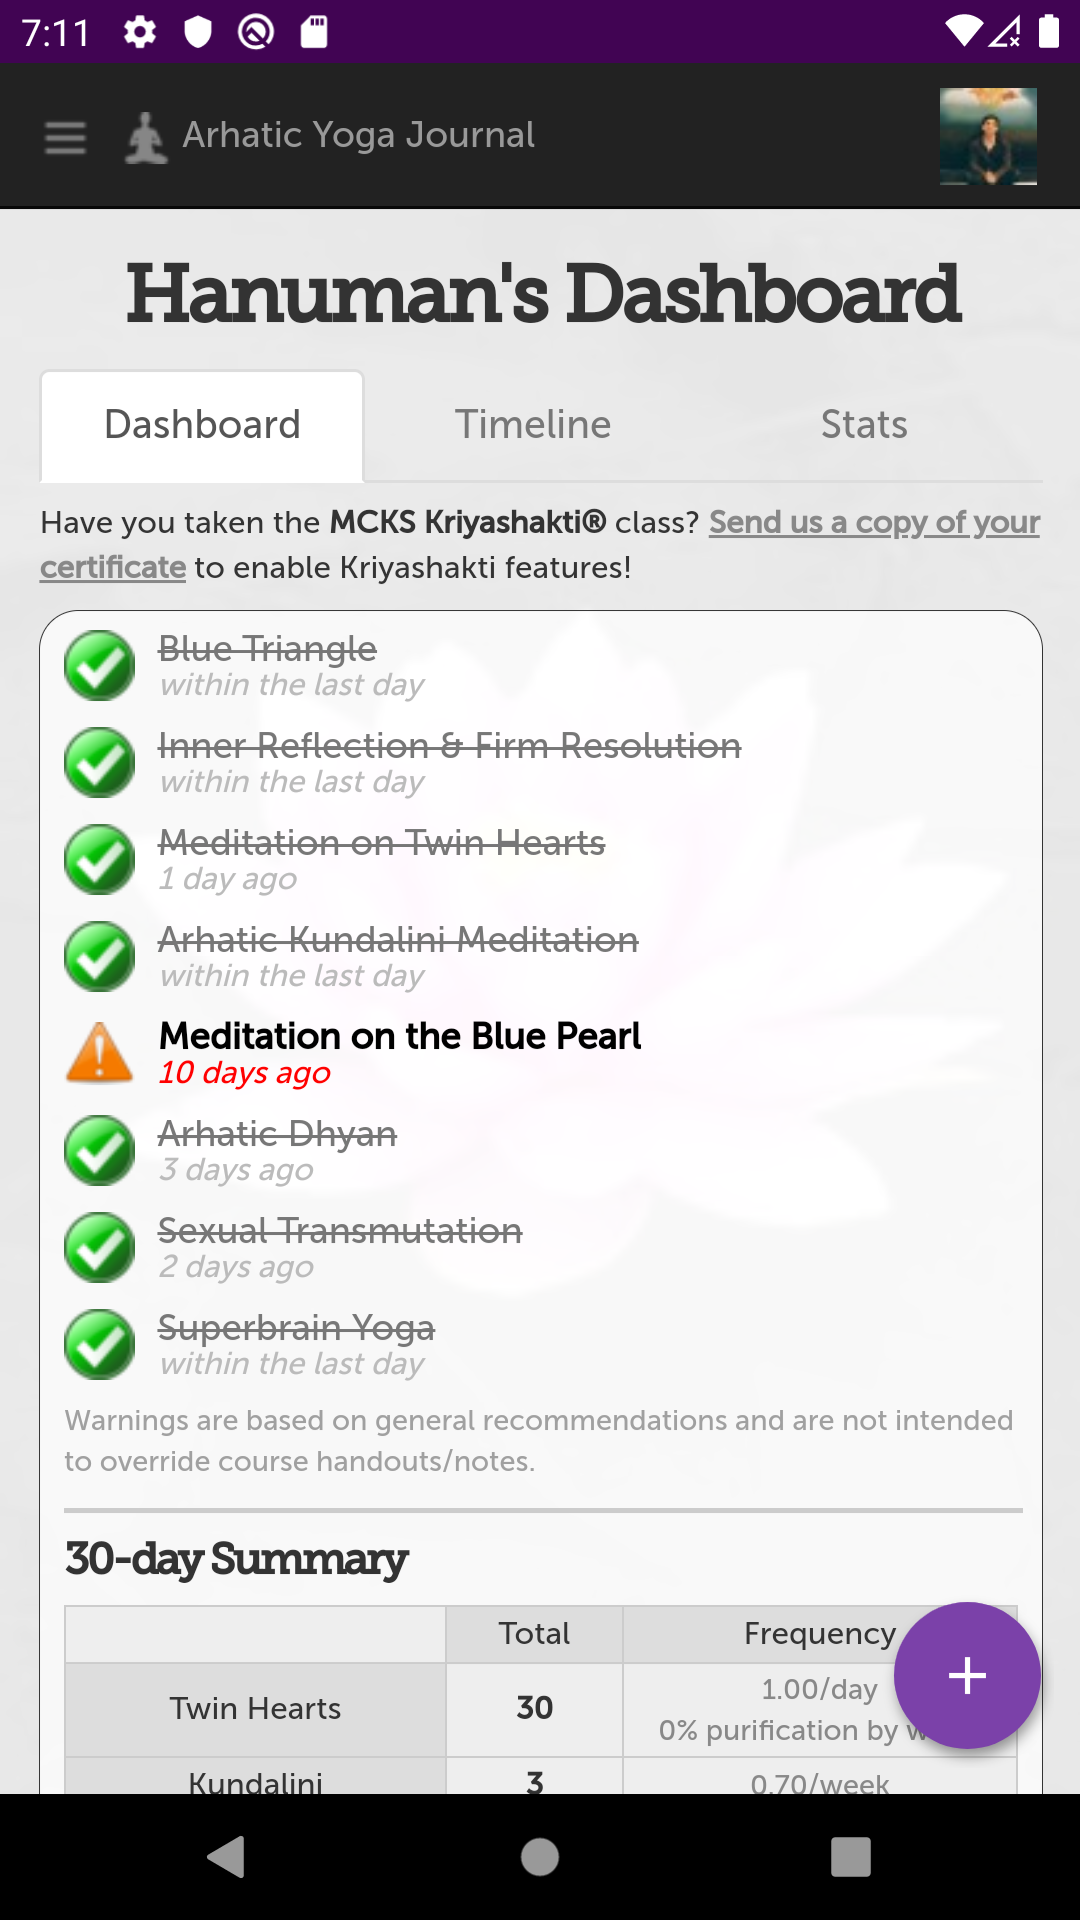 7:11
Arhatic Yoga Journal
Hanuman's Dashboard
Dashboard
Timeline
Stats
Have you taken the MCKS Kriyashakti® class? Send us a copy of your
certificate to enable Kriyashakti features!
Blue Triangle
within the last day
Inner Reflection & Firm Resolution
within the last day
Meditation on Twin Hearts
1 day ago
Arhatic Kundalini Meditation
within the last day
Meditation on the Blue Pearl
10 days ago
Arhatic Dhyan
3 days ago
Sexual Transmutation
2 days ago
Superbrain Yoga
within the last day
Warnings are based on general recommendations and are not intended
to override course handouts/notes.
30-day Summary
Total
Frequency
Twin Hearts
30
1.00/day
0% purification by
Kundalini
3
0.70/week